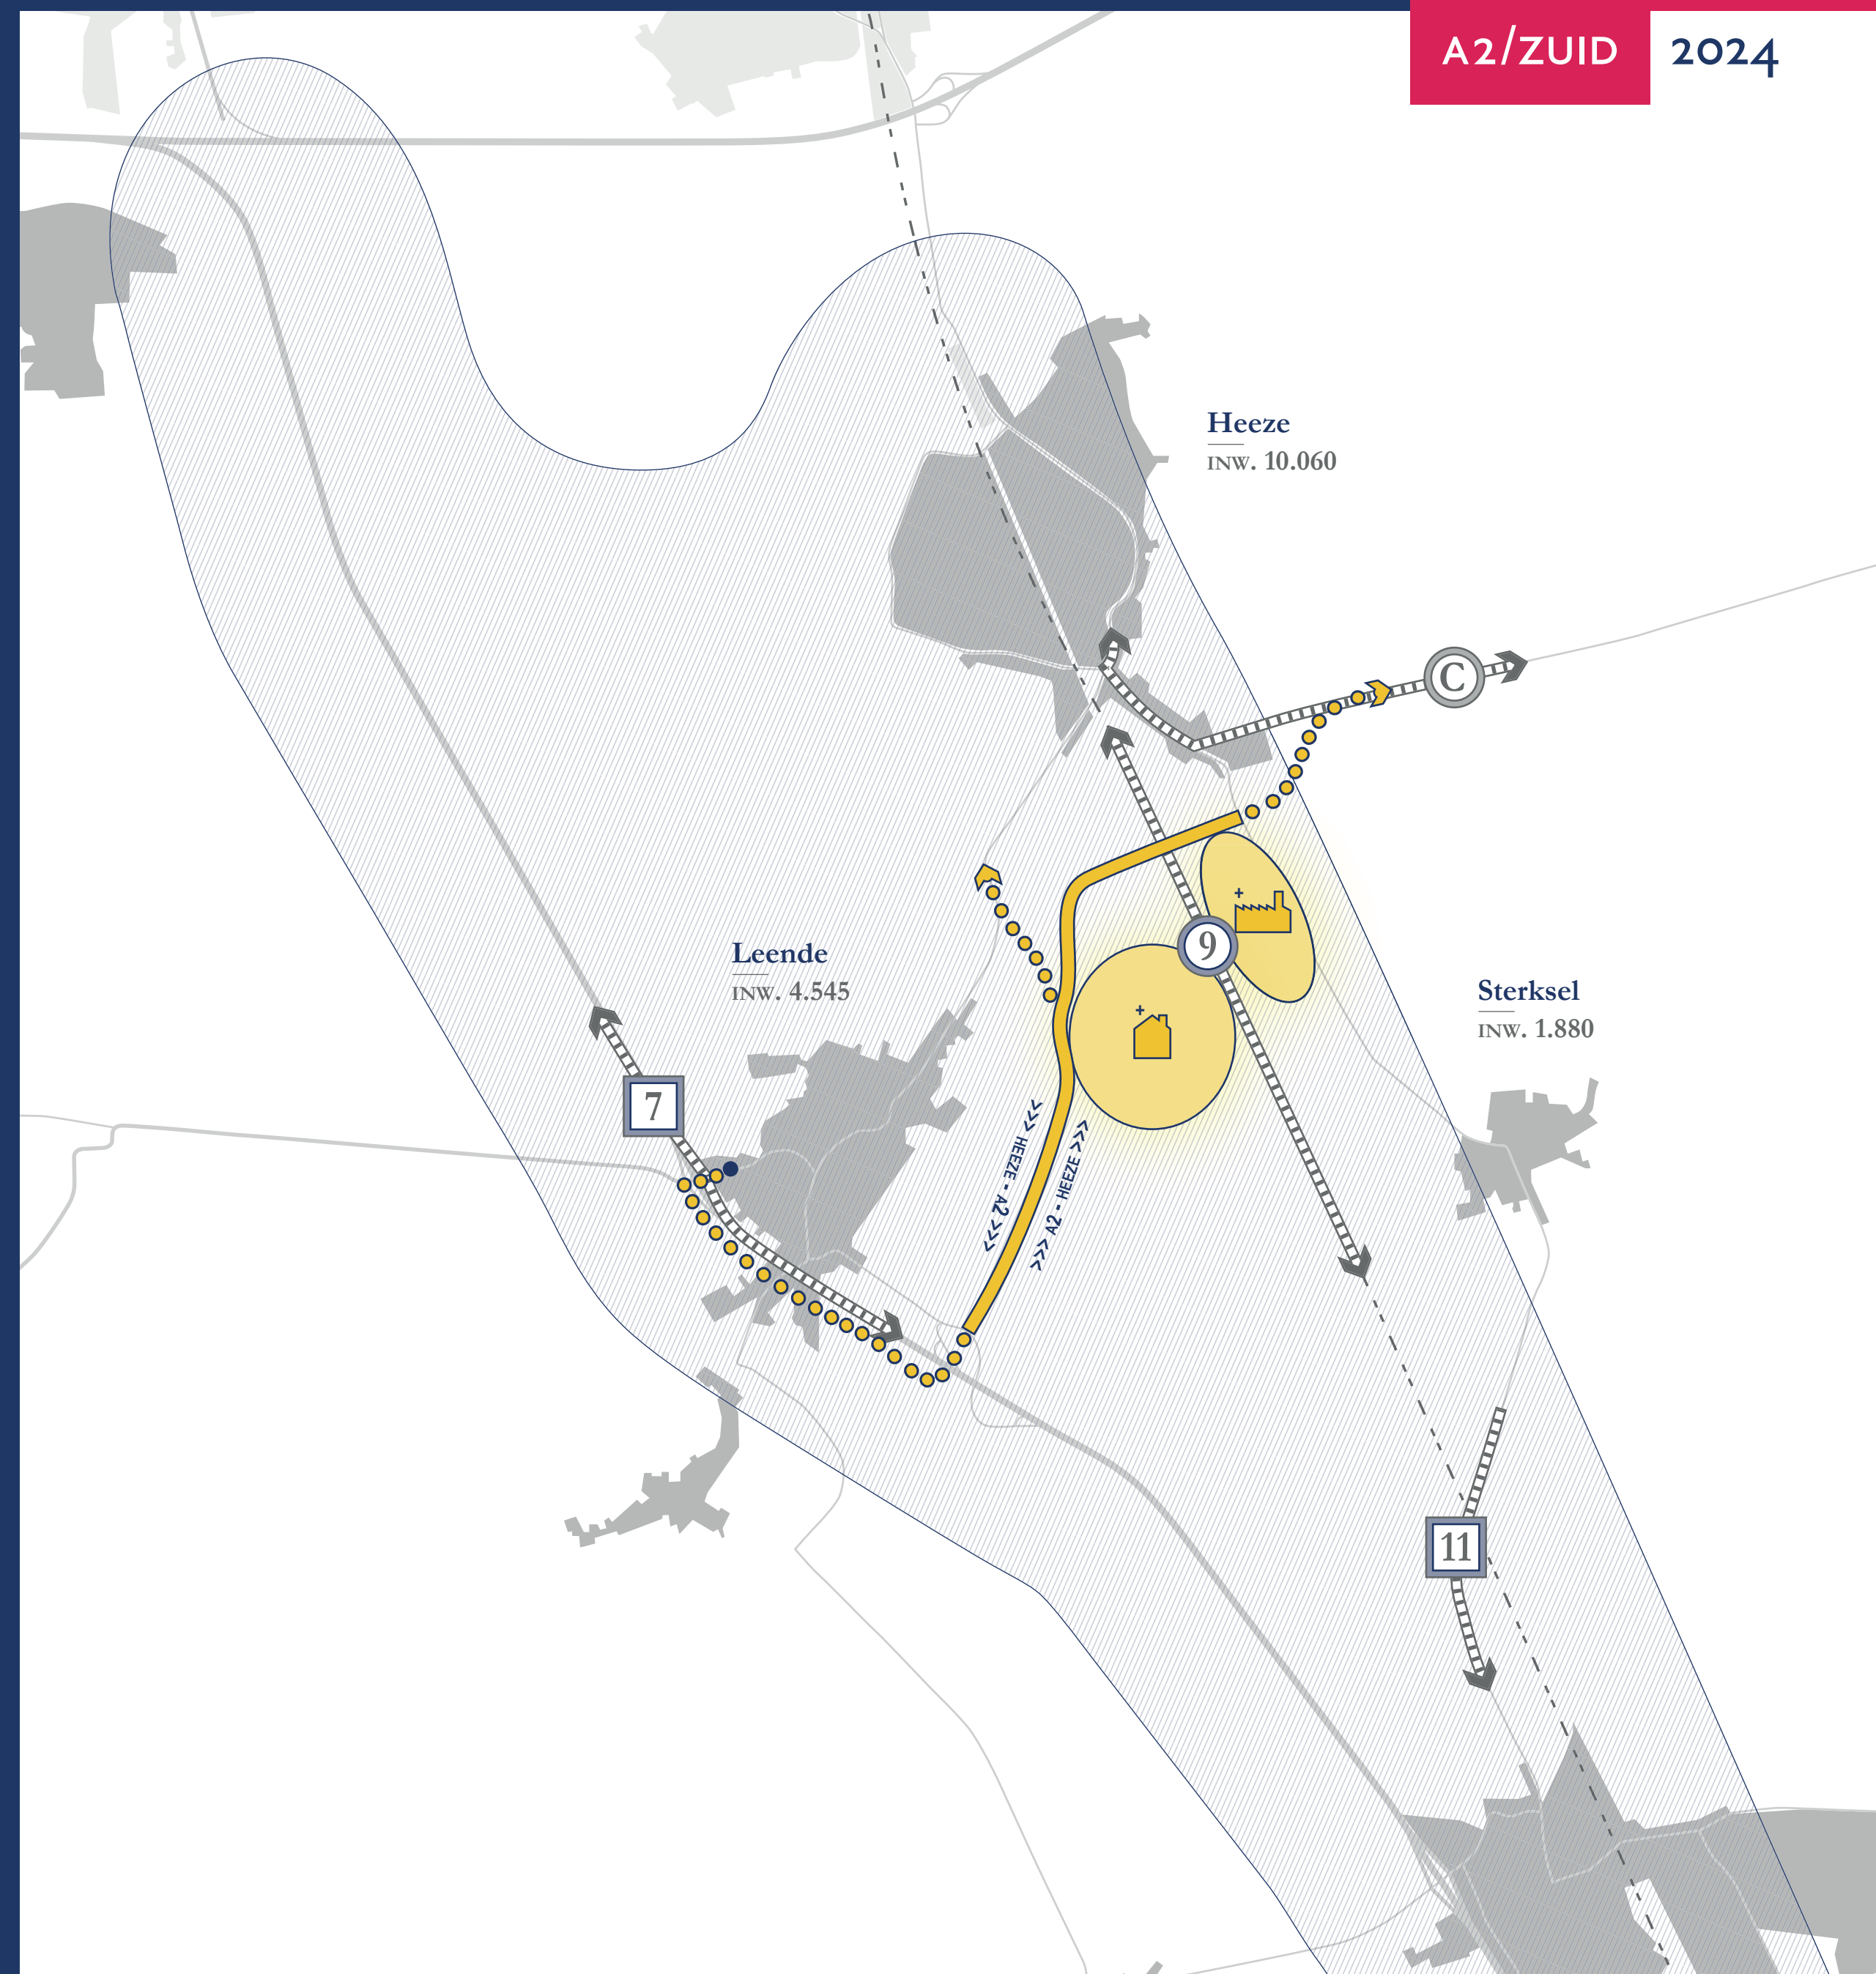 A2/ZUID 2024
Heeze
INW. 10.060
C
9
Leende
INW. 4.545
Sterksel
INW. 1.880
7
>>> HEEZE - A2 >>>
>>> A2 - HEEZE >>>
11